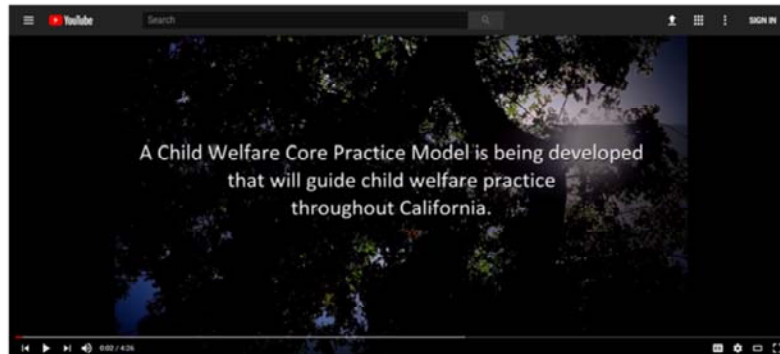 YouTube
Search
SIGN IN
A Child Welfare Core Practice Model is being developed
that will guide child welfare practice
throughout California.
0:02 / 4:26